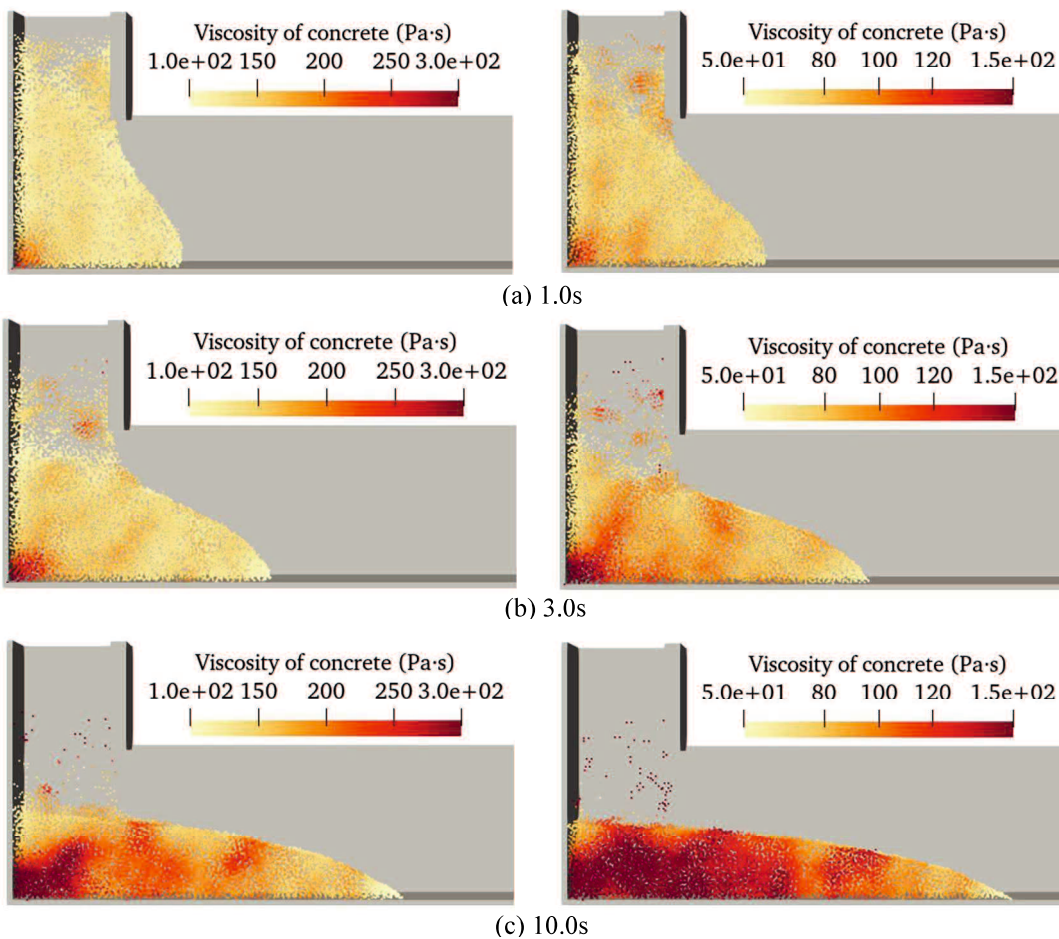 Viscosity of concrete (Pa·s)
1.0e+02 150 200 250 3.0e+02
Viscosity of concrete (Pa·s)
5.0e+01 80 100 120 1.5e+02
(a) 1.0s
Viscosity of concrete (Pa·s)
1.0e+02 150 200 250 3.0e+02
Viscosity of concrete (Pa·s)
5.0e+01 80 100 120 1.5e+02
(b) 3.0s
Viscosity of concrete (Pa·s)
1.0e+02 150 200 250 3.0e+02
Viscosity of concrete (Pa·s)
5.0e+01 80 100 120 1.5e+02
(c) 10.0s